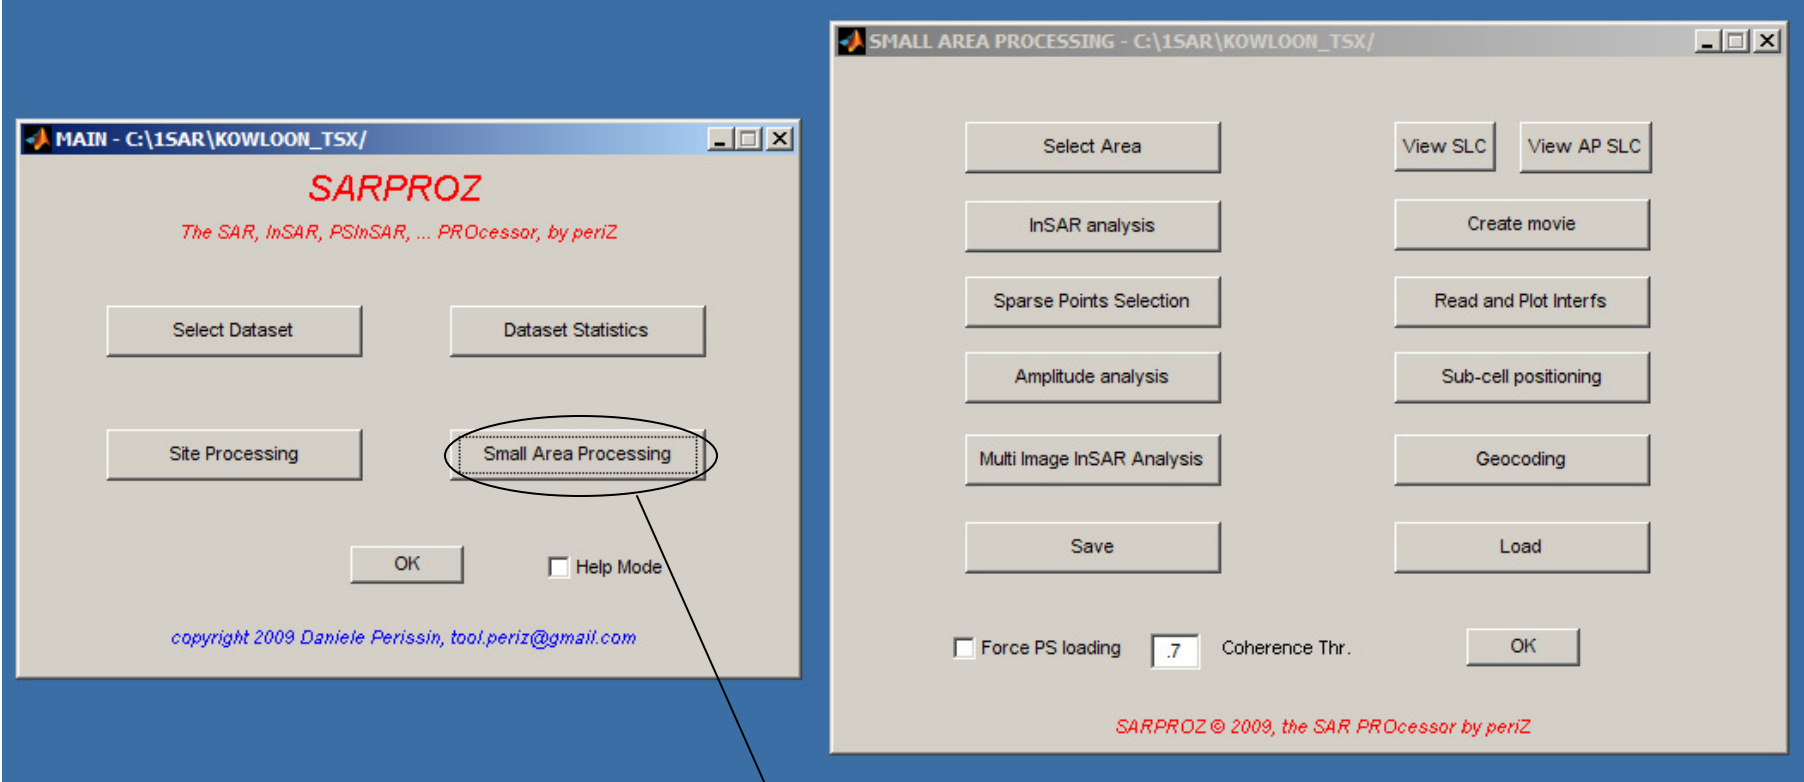 MAIN - C:\1SAR\KOWLOON_TSX/
SARPROZ
The SAR, InSAR, PSInSAR, ... PROcessor, by periZ
Select Dataset
Dataset Statistics
Site Processing
Small Area Processing
OK
Help Mode
copyright 2009 Daniele Perissin, tool.periz@gmail.com
SMALL AREA PROCESSING - C:\1SAR\KOWLOON_TSX/
Select Area
View SLC
View AP SLC
InSAR analysis
Create movie
Sparse Points Selection
Read and Plot Interfs
Amplitude analysis
Sub-cell positioning
Multi Image InSAR Analysis
Geocoding
Save
Load
Force PS loading
.7
Coherence Thr.
OK
SARPROZ © 2009, the SAR PROcessor by periZ